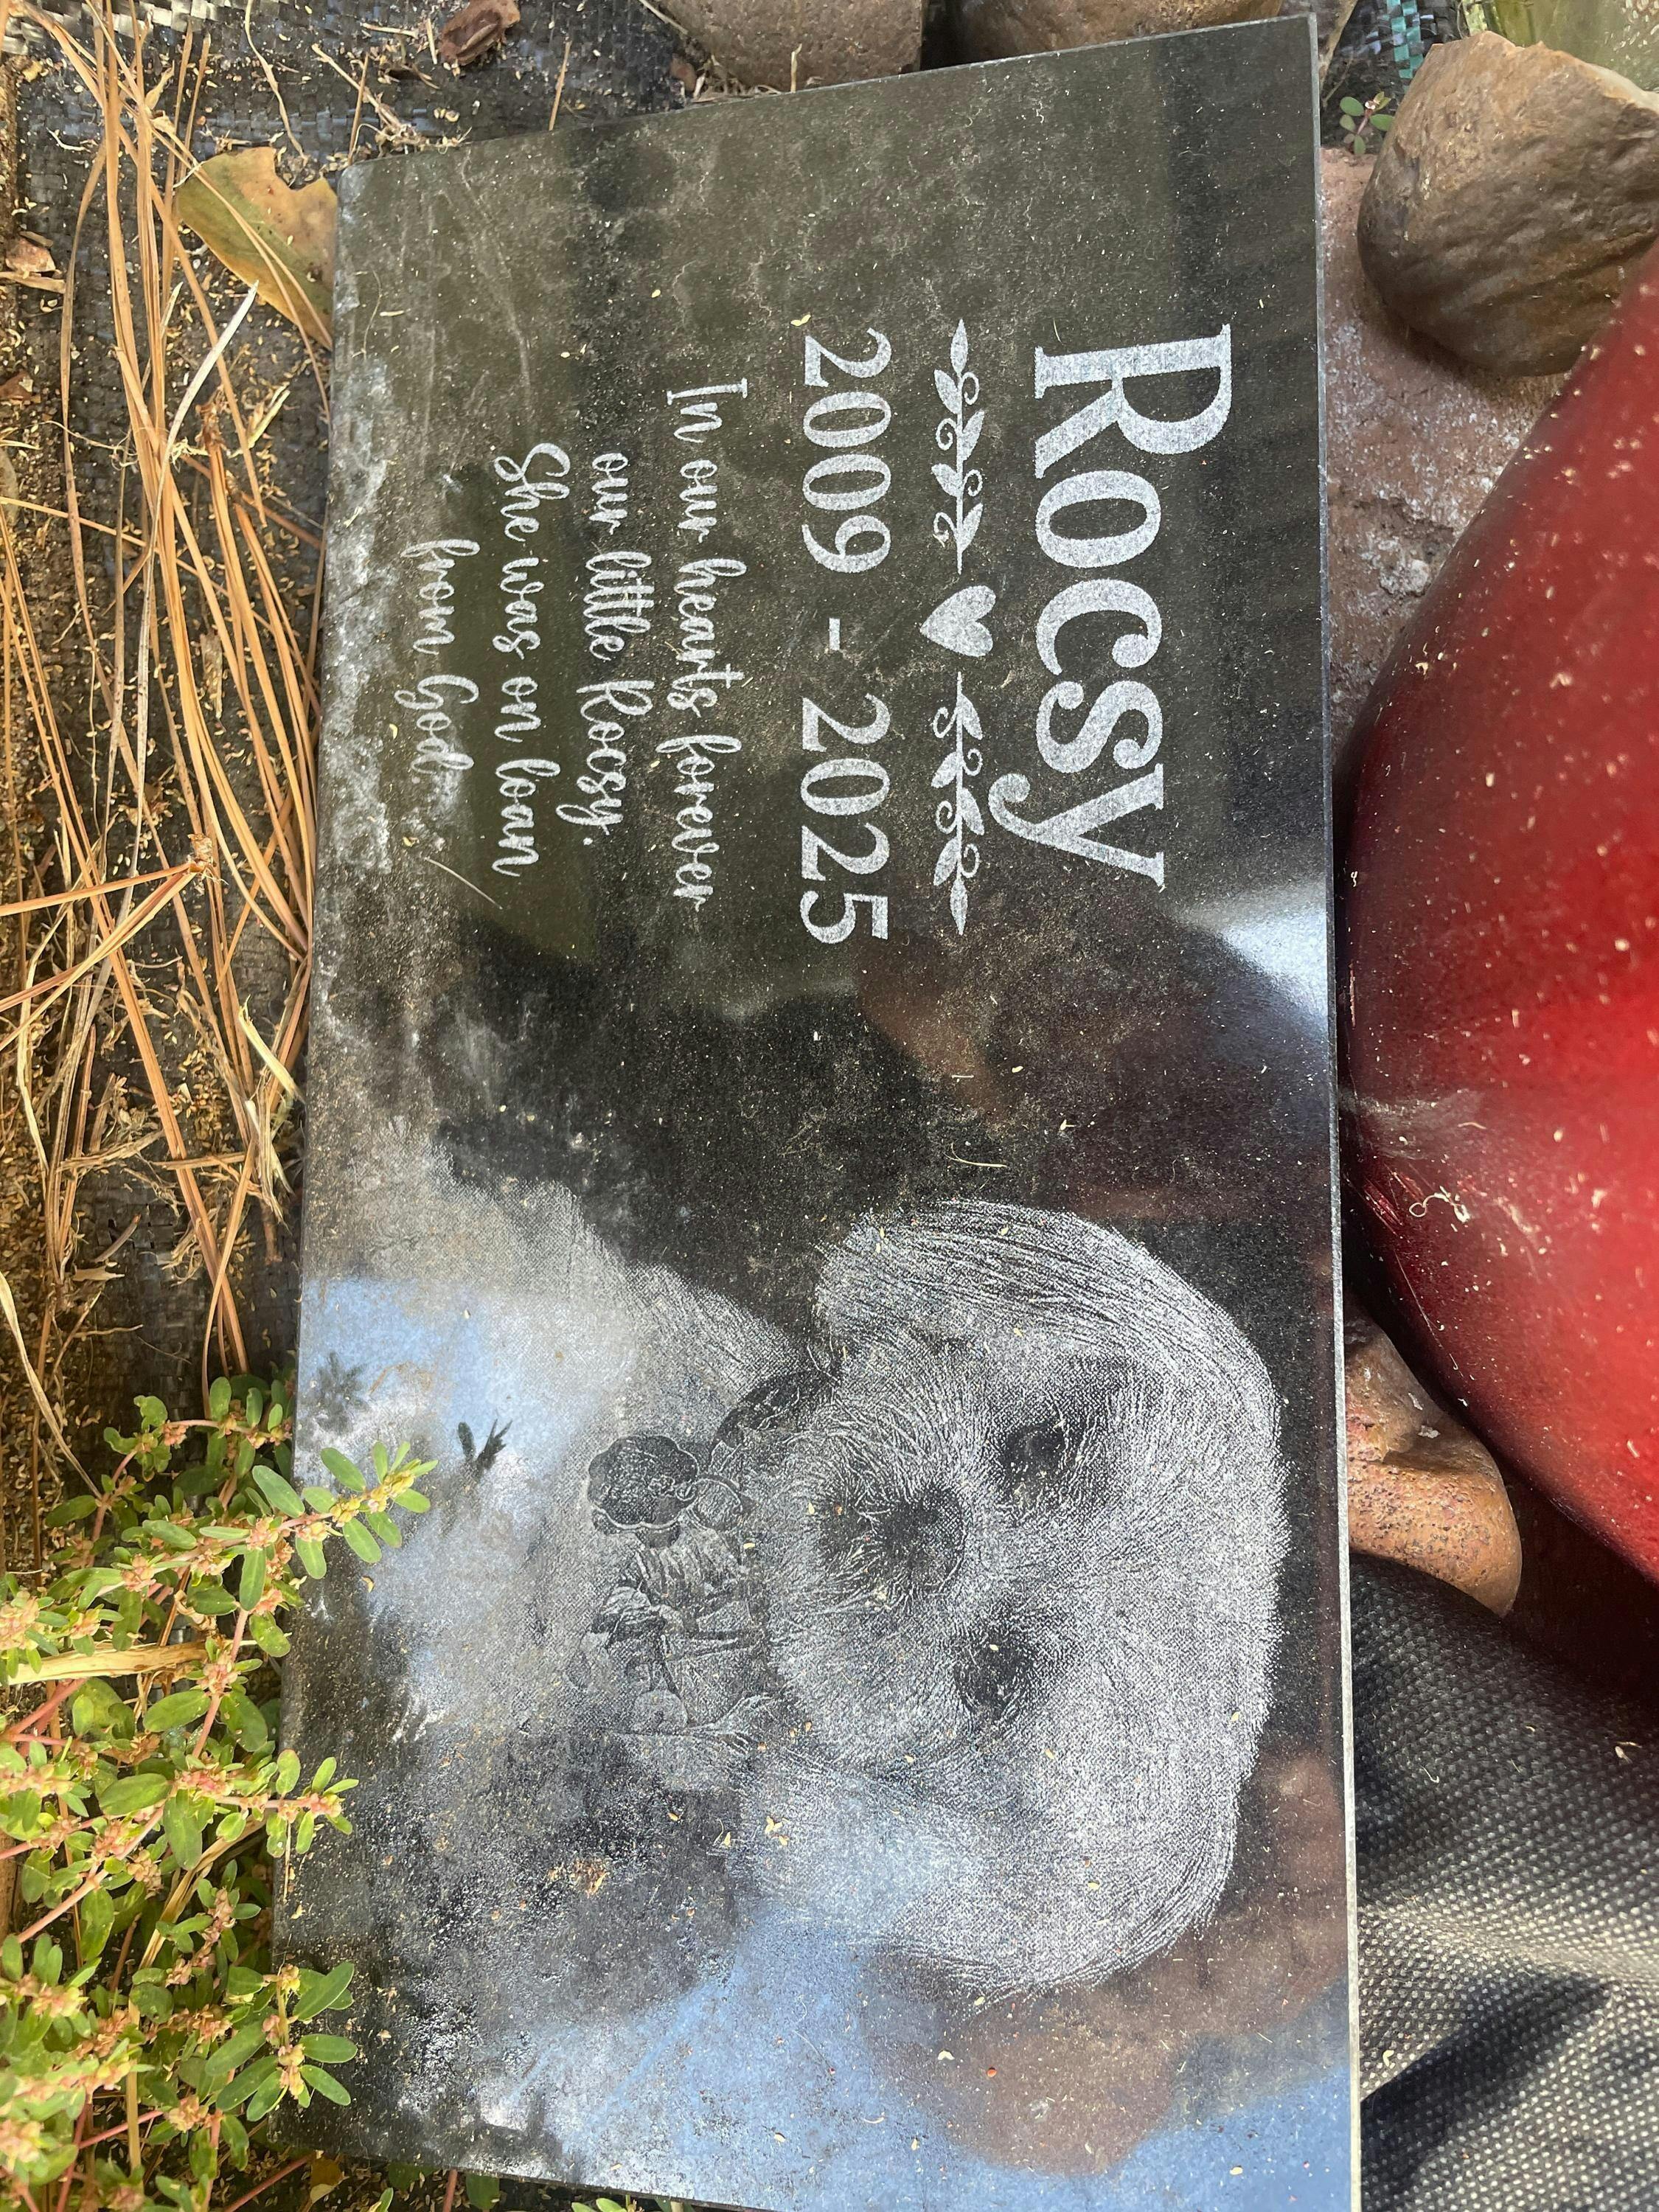 Rocsy
2009 - 2025
In our hearts forever
our little Rocsy.
She was on loan
from God.